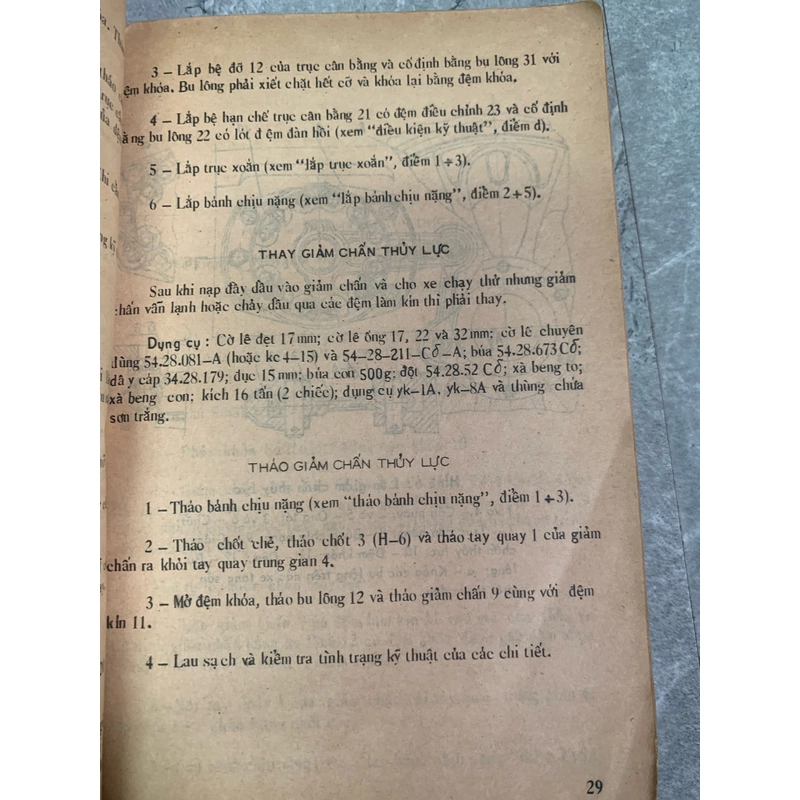 3 – Lắp bệ đỡ 12 của trục cân bằng và cố định bằng bu lông 31 với
đệm khóa. Bu lông phải xiết chặt hết cỡ và khóa lại bằng đệm khóa.
4 – Lắp bệ hạn chế trục cân bằng 21 có đệm điều chỉnh 23 và cố định
bằng bu lông 22 có lót đ ệm đàn hồi (xem "điều kiện kỹ thuật", điểm d).
5 – Lắp trục xoắn (xem "lắp trục xoắn", điểm 1 ÷ 3).
6 – Lắp bánh chịu nặng (xem "lắp bánh chịu nặng", điểm 2 ÷ 5).
THAY GIẢM CHẤN THỦY LỰC
Sau khi nạp đầy dầu vào giảm chấn và cho xe chạy thử nhưng giảm
chấn vẫn lạnh hoặc chảy dầu qua các đệm làm kín thì phải thay.
Dụng cụ : Cờ lê dẹt 17 mm; cờ lê ống 17, 22 và 32 mm; cờ lê chuyên
dùng 54.28.081–A (hoặc kc 4–15) và 54–28–211–Cб–A; búa 54.28.673 Cб;
dâ y cáp 34.28.179; đục 15 mm; búa con 500g; đột 54.28.52 Cб; xà beng to;
xà beng con; kích 16 tấn (2 chiếc); dụng cụ yk–1A, yk–8A và thùng chứa
sơn trắng.
THÁO GIẢM CHẤN THỦY LỰC
1 – Tháo bánh chịu nặng (xem "tháo bánh chịu nặng", điểm 1 ÷ 3).
2 – Tháo chốt chẻ, tháo chốt 3 (H–6) và tháo tay quay 1 của giảm
chấn ra khỏi tay quay trung gian 4.
3 – Mở đệm khóa, tháo bu lông 12 và tháo giảm chấn 9 cùng với đệm
kín 11.
4 – Lau sạch và kiểm tra tình trạng kỹ thuật của các chi tiết.
29